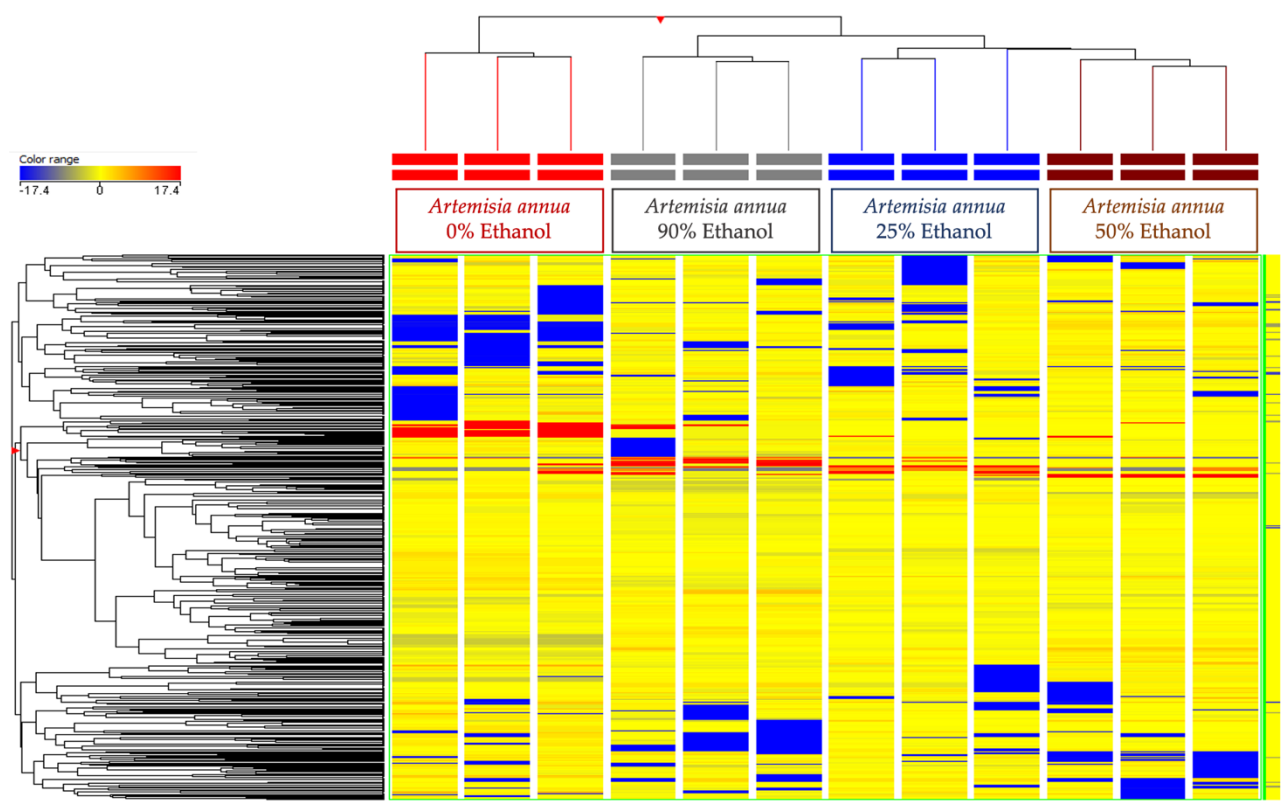 Color range
-17.4 0 17.4
Artemisia annua
0% Ethanol
Artemisia annua
90% Ethanol
Artemisia annua
25% Ethanol
Artemisia annua
50% Ethanol